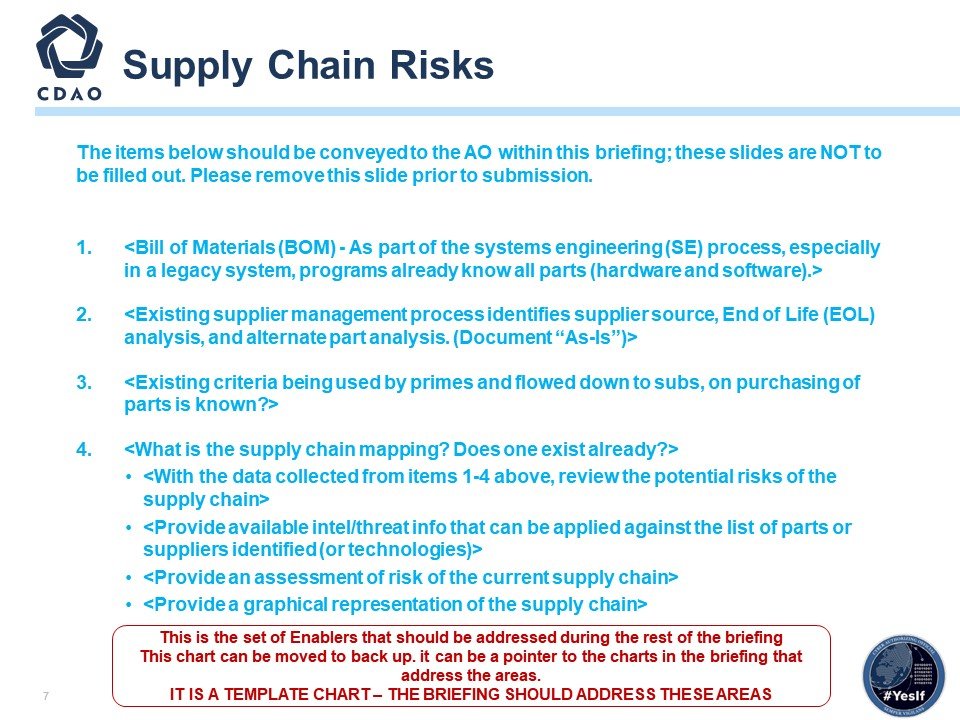 CDAO
Supply Chain Risks
The items below should be conveyed to the AO within this briefing; these slides are NOT to
be filled out. Please remove this slide prior to submission.
1. <Bill of Materials (BOM) - As part of the systems engineering (SE) process, especially
in a legacy system, programs already know all parts (hardware and software).>
2. <Existing supplier management process identifies supplier source, End of Life (EOL)
analysis, and alternate part analysis. (Document “As-Is”)>
3. <Existing criteria being used by primes and flowed down to subs, on purchasing of
parts is known?>
4. <What is the supply chain mapping? Does one exist already?>
• <With the data collected from items 1-4 above, review the potential risks of the
supply chain>
• <Provide available intel/threat info that can be applied against the list of parts or
suppliers identified (or technologies)>
• <Provide an assessment of risk of the current supply chain>
• <Provide a graphical representation of the supply chain>
This is the set of Enablers that should be addressed during the rest of the briefing
This chart can be moved to back up. it can be a pointer to the charts in the briefing that
address the areas.
IT IS A TEMPLATE CHART – THE BRIEFING SHOULD ADDRESS THESE AREAS
7
#YesIf